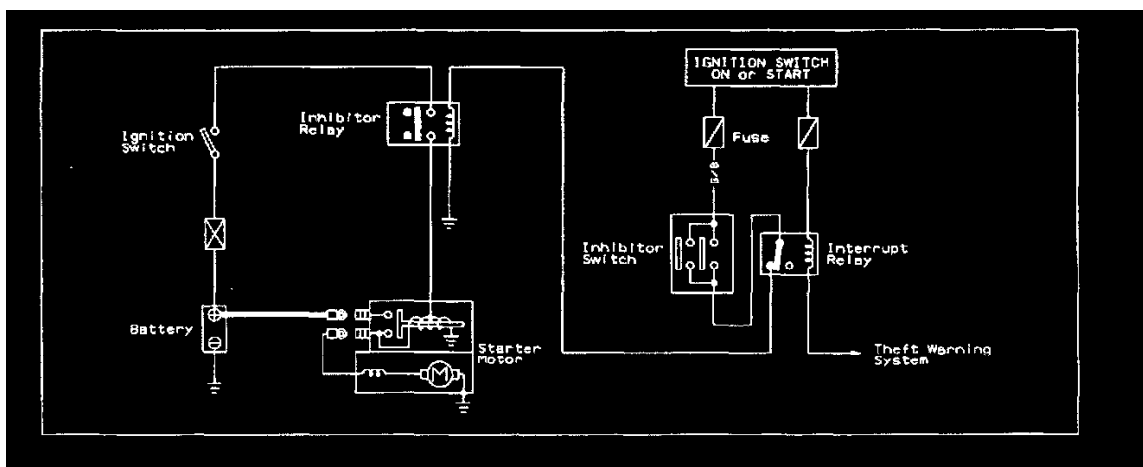 IGNITION SWITCH
ON or START
Inhibitor
Relay
Ignition
Switch
Fuse
G/B
Inhibitor
Switch
Interrupt
Relay
Battery
Starter
Motor
M
Theft Warning
System